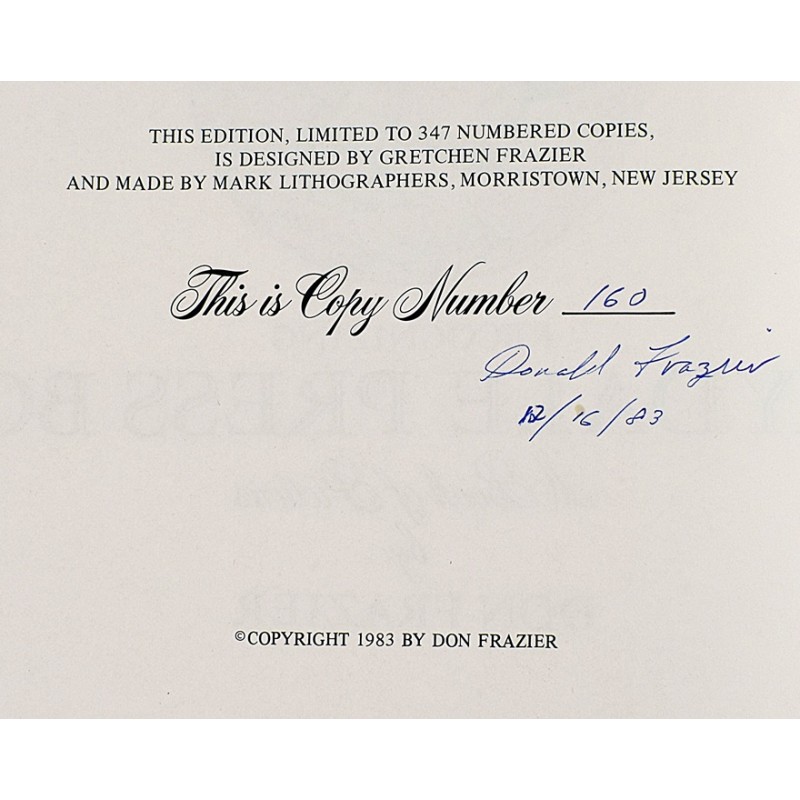 THIS EDITION, LIMITED TO 347 NUMBERED COPIES,
IS DESIGNED BY GRETCHEN FRAZIER
AND MADE BY MARK LITHOGRAPHERS, MORRISTOWN, NEW JERSEY
This is Copy Number 160
Donald Frazier
12/16/83
©COPYRIGHT 1983 BY DON FRAZIER